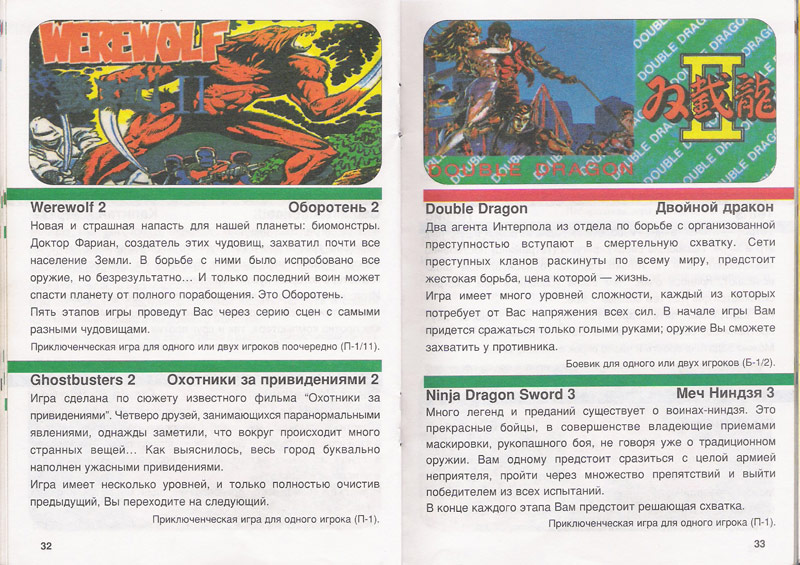 WEREWOLF
II
Werewolf 2 Оборотень 2
Новая и страшная напасть для нашей планеты: биомонстры.
Доктор Фариан, создатель этих чудовищ, захватил почти все
население Земли. В борьбе с ними было испробовано все
оружие, но безрезультатно... И только последний воин может
спасти планету от полного порабощения. Это Оборотень.
Пять этапов игры проведут Вас через серию сцен с самыми
разными чудовищами.
Приключенческая игра для одного или двух игроков поочередно (П-1/11).
Ghostbusters 2 Охотники за привидениями 2
Игра сделана по сюжету известного фильма “Охотники за
привидениями”. Четверо друзей, занимающихся паранормальными
явлениями, однажды заметили, что вокруг происходит много
странных вещей... Как выяснилось, весь город буквально
наполнен ужасными привидениями.
Игра имеет несколько уровней, и только полностью очистив
предыдущий, Вы переходите на следующий.
Приключенческая игра для одного игрока (П-1).
32
DOUBLE DRAGON
DOUBLE DRAGON
DOUBLE DRAGON
DOUBLE DRAGON
II
双截龍
DOUBLE DRAGON
Double Dragon Двойной дракон
Два агента Интерпола из отдела по борьбе с организованной
преступностью вступают в смертельную схватку. Сети
преступных кланов раскинуты по всему миру, предстоит
жестокая борьба, цена которой — жизнь.
Игра имеет много уровней сложности, каждый из которых
потребует от Вас напряжения всех сил. В начале игры Вам
придется сражаться только голыми руками; оружие Вы сможете
захватить у противника.
Боевик для одного или двух игроков (Б-1/2).
Ninja Dragon Sword 3 Меч Ниндзя 3
Много легенд и преданий существует о воинах-ниндзя. Это
прекрасные бойцы, в совершенстве владеющие приемами
маскировки, рукопашного боя, не говоря уже о традиционном
оружии. Вам одному предстоит сразиться с целой армией
неприятеля, пройти через множество препятствий и выйти
победителем из всех испытаний.
В конце каждого этапа Вам предстоит решающая схватка.
Приключенческая игра для одного игрока (П-1).
33